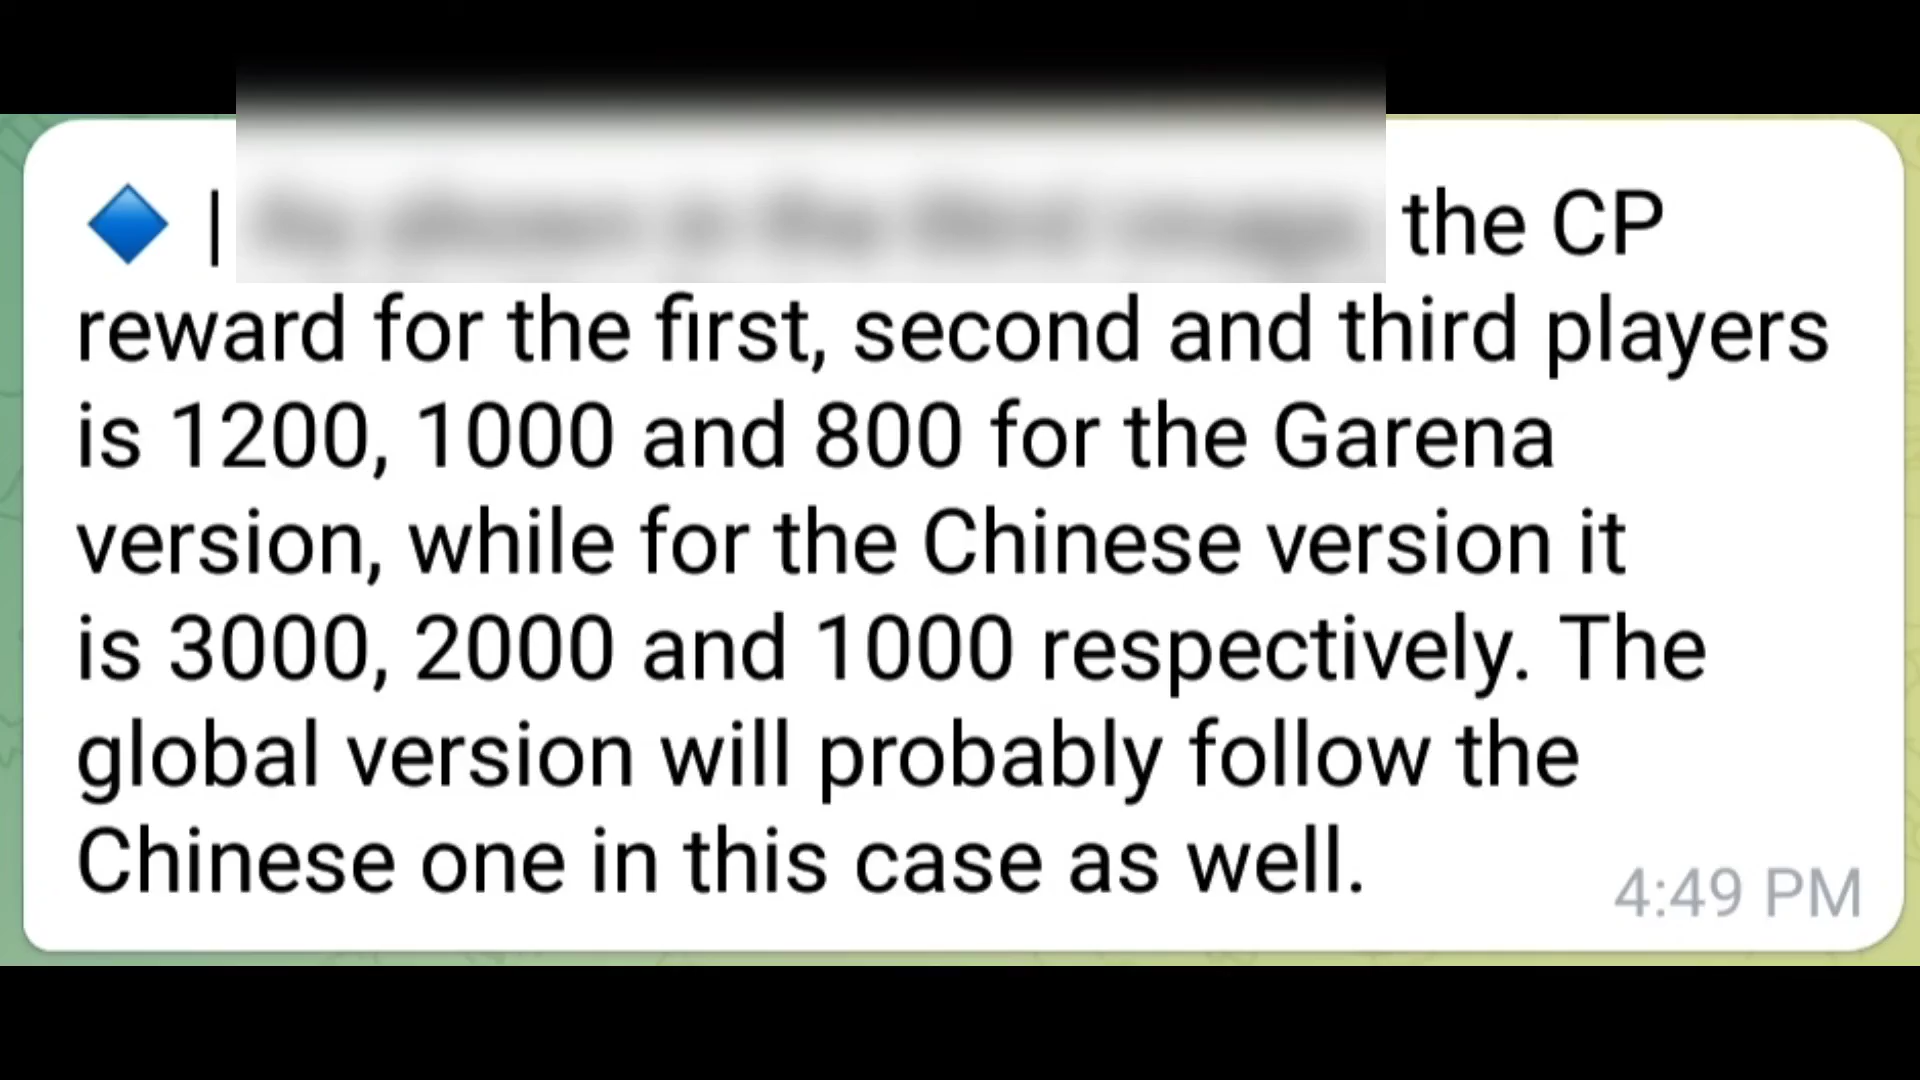 🔷 | the CP
reward for the first, second and third players
is 1200, 1000 and 800 for the Garena
version, while for the Chinese version it
is 3000, 2000 and 1000 respectively. The
global version will probably follow the
Chinese one in this case as well.
4:49 PM